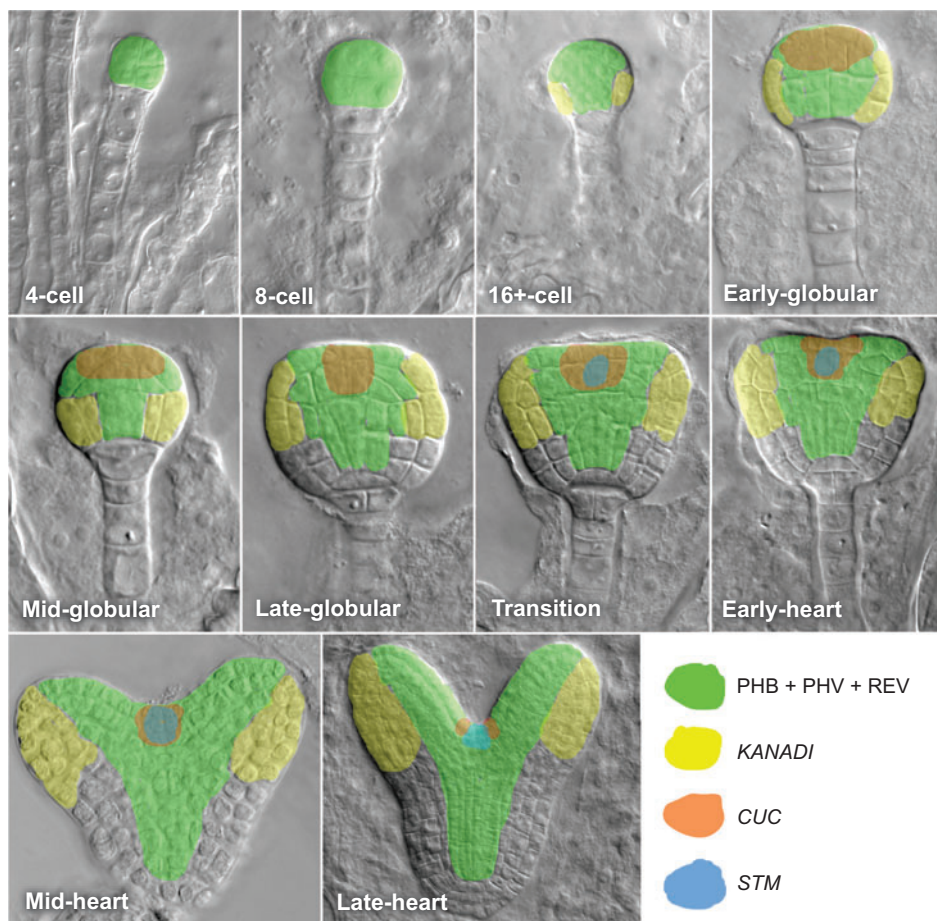 4-cell
8-cell
16+-cell
Early-globular
Mid-globular
Late-globular
Transition
Early-heart
Mid-heart
Late-heart
PHB + PHV + REV
KANADI
CUC
STM